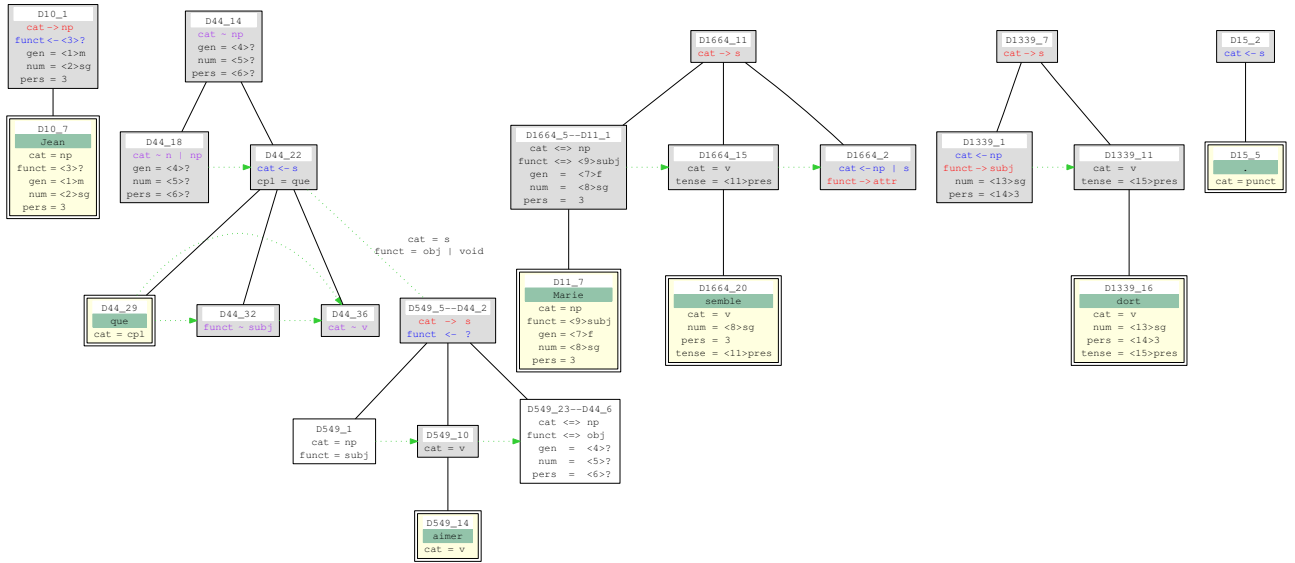 D10_1
cat -> np
funct <- <3>?
gen = <1>m
num = <2>sg
pers = 3
D10_7
Jean
cat = np
funct = <3>?
gen = <1>m
num = <2>sg
pers = 3
D44_14
cat ~ np
gen = <4>?
num = <5>?
pers = <6>?
D44_18
cat ~ n | np
gen = <4>?
num = <5>?
pers = <6>?
D44_22
cat <- s
cpl = que
cat = s
funct = obj | void
D44_29
que
cat = cpl
D44_32
funct ~ subj
D44_36
cat ~ v
D549_5--D44_2
cat -> s
funct <- ?
D549_1
cat = np
funct = subj
D549_10
cat = v
D549_23--D44_6
cat <=> np
funct <=> obj
gen = <4>?
num = <5>?
pers = <6>?
D549_14
aimer
cat = v
D1664_11
cat -> s
D1664_5--D11_1
cat <=> np
funct <=> <9>subj
gen = <7>f
num = <8>sg
pers = 3
D1664_15
cat = v
tense = <11>pres
D1664_2
cat <- np | s
funct -> attr
D11_7
Marie
cat = np
funct = <9>subj
gen = <7>f
num = <8>sg
pers = 3
D1664_20
semble
cat = v
num = <8>sg
pers = 3
tense = <11>pres
D1339_7
cat -> s
D1339_1
cat <- np
funct -> subj
num = <13>sg
pers = <14>3
D1339_11
cat = v
tense = <15>pres
D1339_16
dort
cat = v
num = <13>sg
pers = <14>3
tense = <15>pres
D15_2
cat <- s
D15_5
.
cat = punct